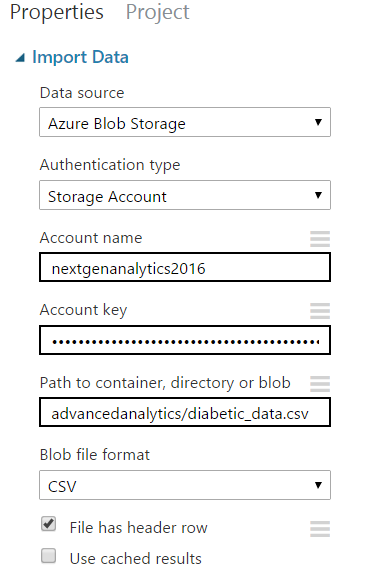 Properties Project
Import Data
Data source
Azure Blob Storage
Authentication type
Storage Account
Account name
nextgenanalytics2016
Account key
••••••••••••••••••••••••••••••••••••••••••••
Path to container, directory or blob
advancedanalytics/diabetic_data.csv
Blob file format
CSV
File has header row
Use cached results